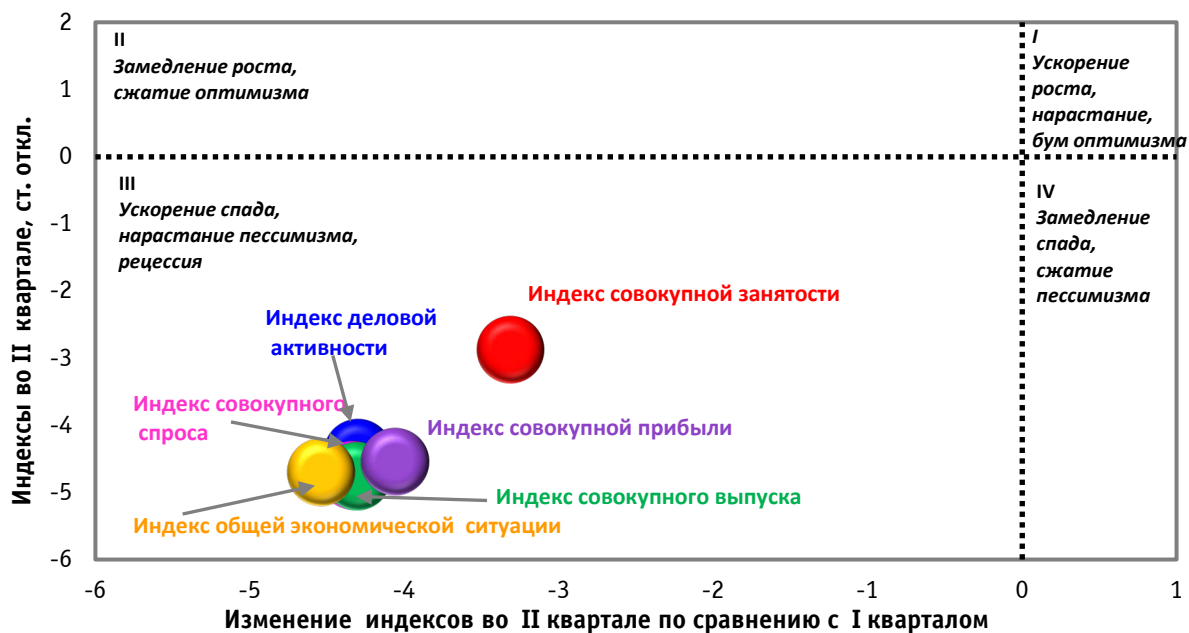 Индексы во II квартале, ст. откл.
2
1
0
-1
-2
-3
-4
-5
-6
II
Замедление роста,
сжатие оптимизма
I
Ускорение
роста,
нарастание,
бум оптимизма
III
Ускорение спада,
нарастание пессимизма,
рецессия
IV
Замедление
спада,
сжатие
пессимизма
Индекс совокупной занятости
Индекс деловой
активности
Индекс совокупного
спроса
Индекс совокупной прибыли
Индекс совокупного выпуска
Индекс общей экономической ситуации
-6 -5 -4 -3 -2 -1 0 1
Изменение индексов во II квартале по сравнению с I кварталом